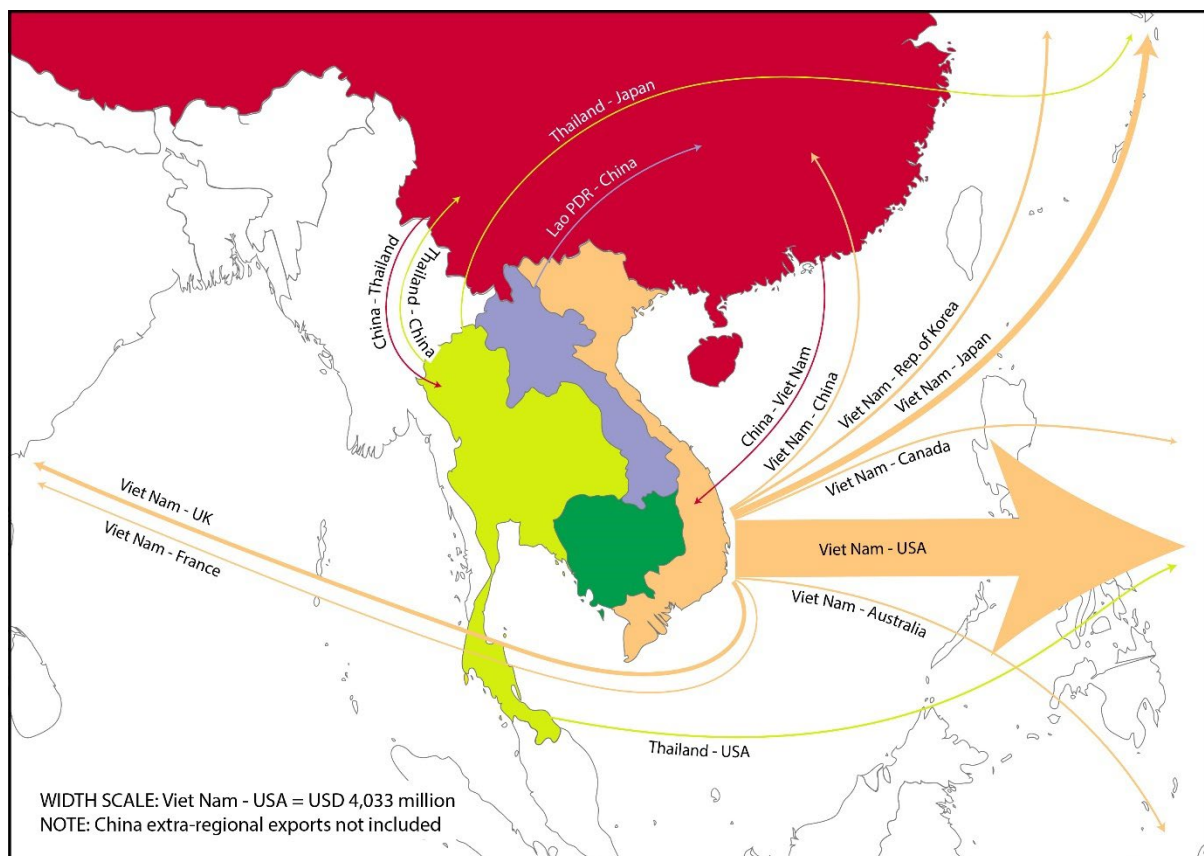 Thailand - Japan
Lao PDR - China
China - Thailand
Thailand - China
China - Viet Nam
Viet Nam - China
Viet Nam - Rep. of Korea
Viet Nam - Japan
Viet Nam - Canada
Viet Nam - UK
Viet Nam - France
Viet Nam - USA
Viet Nam - Australia
Thailand - USA
WIDTH SCALE: Viet Nam - USA = USD 4,033 million
NOTE: China extra-regional exports not included